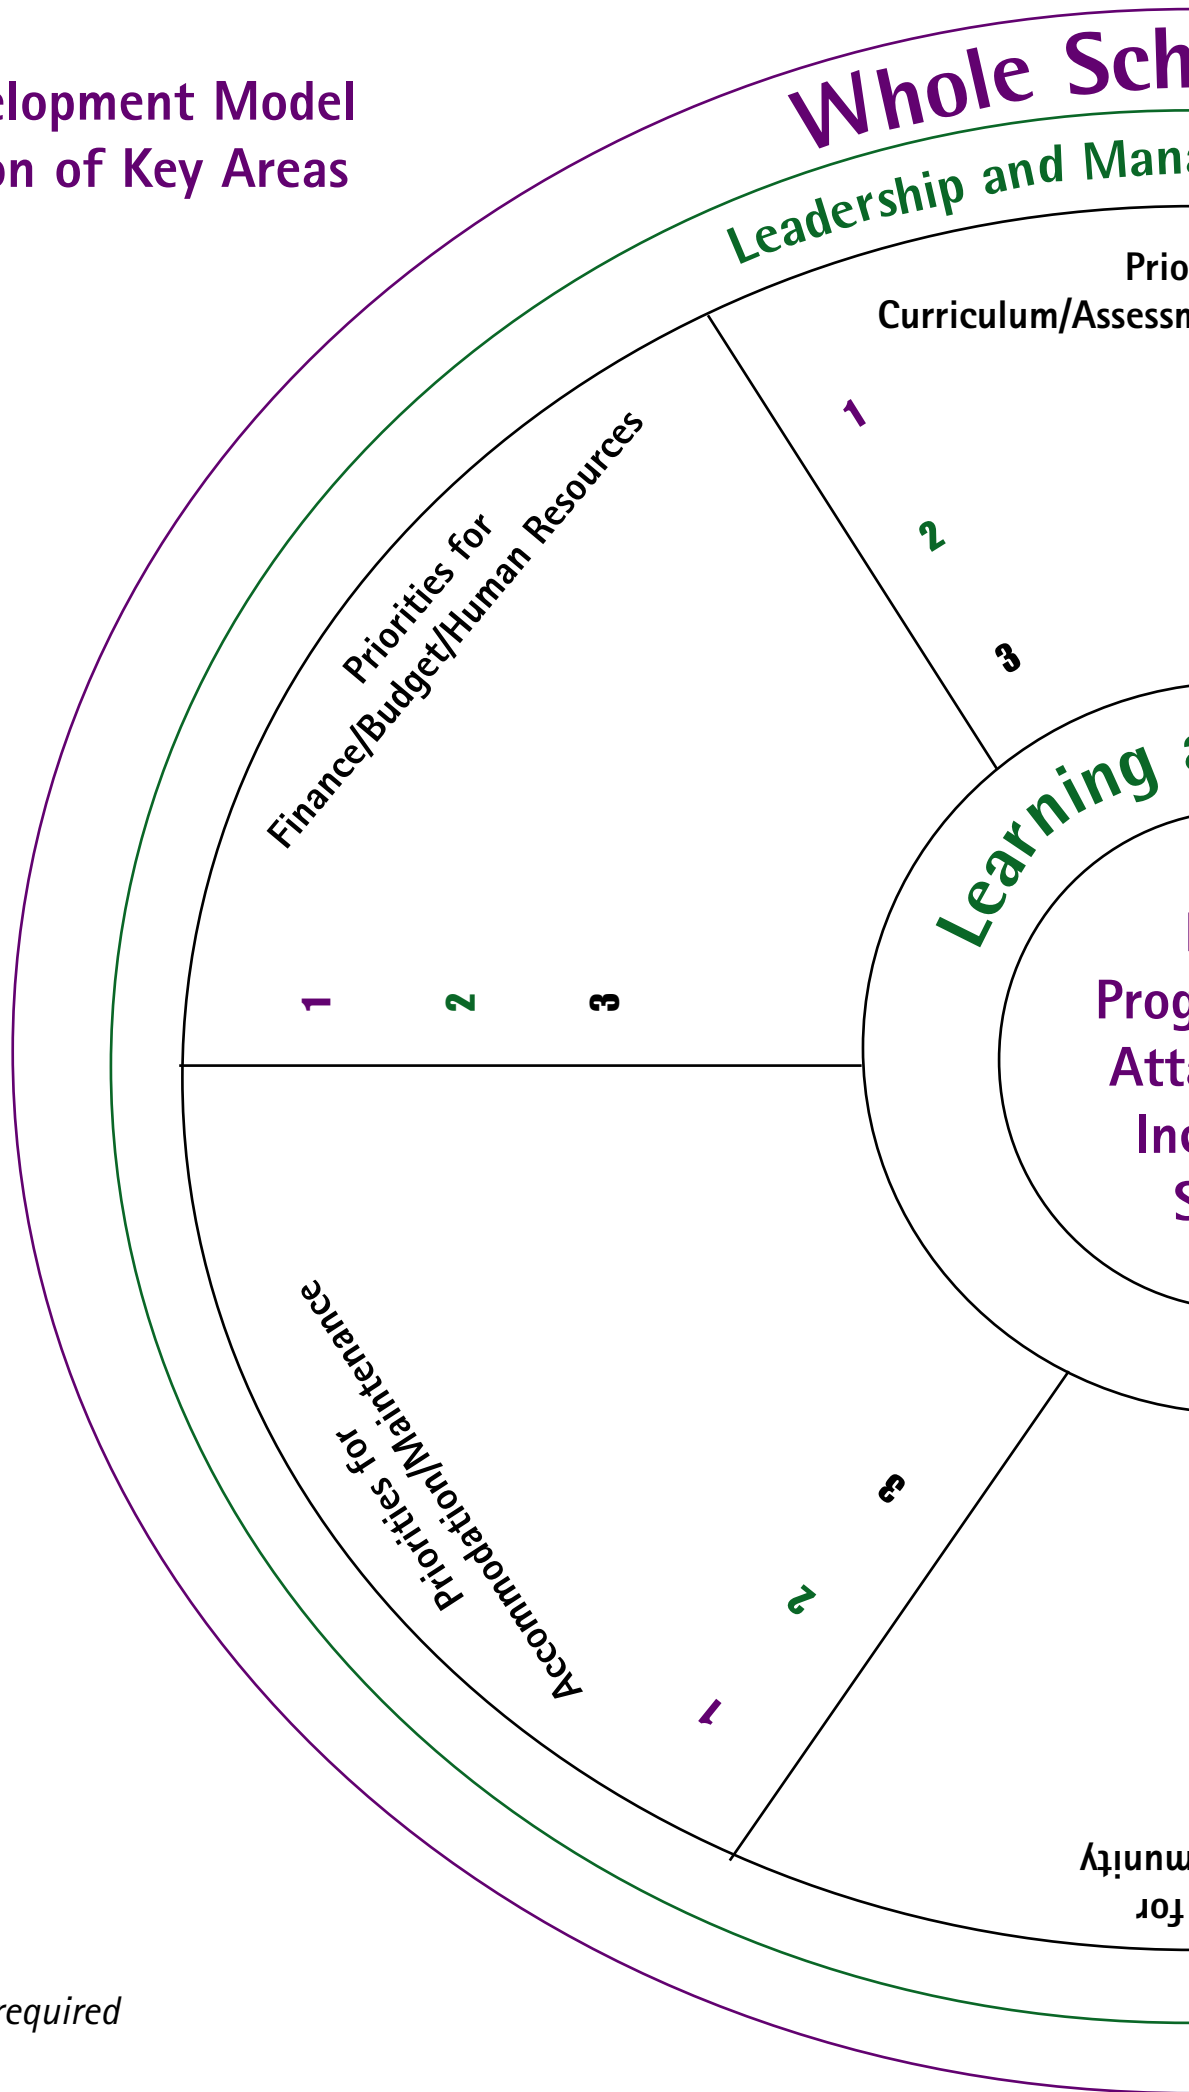 elopment Model
on of Key Areas
Whole Sch
Leadership and Mana
Prio
Curriculum/Assessm
1
2
3
Priorities for
Finance/Budget/Human Resources
1
2
3
Learning a
Prog
Atta
Inc
S
Priorities for
Accommodation/Maintenance
1
2
3
for
munity
required